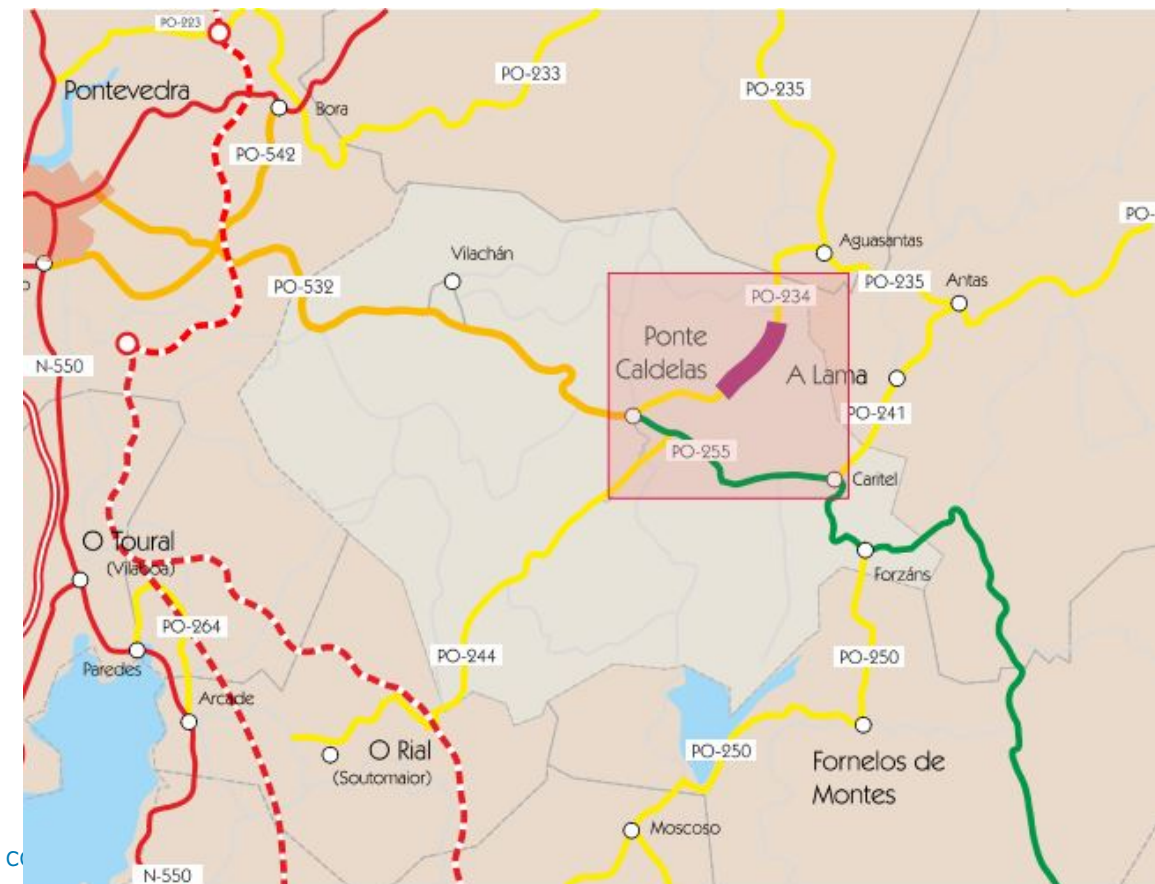 PO-223
PO-233
PO-235
Pontevedra
Bora
PO-542
PO-
Aguasantas
Vilachán
PO-235
Antas
PO-532
PO-234
Ponte
Caldelas
N-550
A Lama
PO-241
PO-255
Caritel
O Toural
(Vilaboa)
Forzáns
PO-264
PO-244
PO-250
Paredes
Arcade
O Rial
(Soutomaior)
PO-250
Fornelos de
Montes
Moscoso
N-550